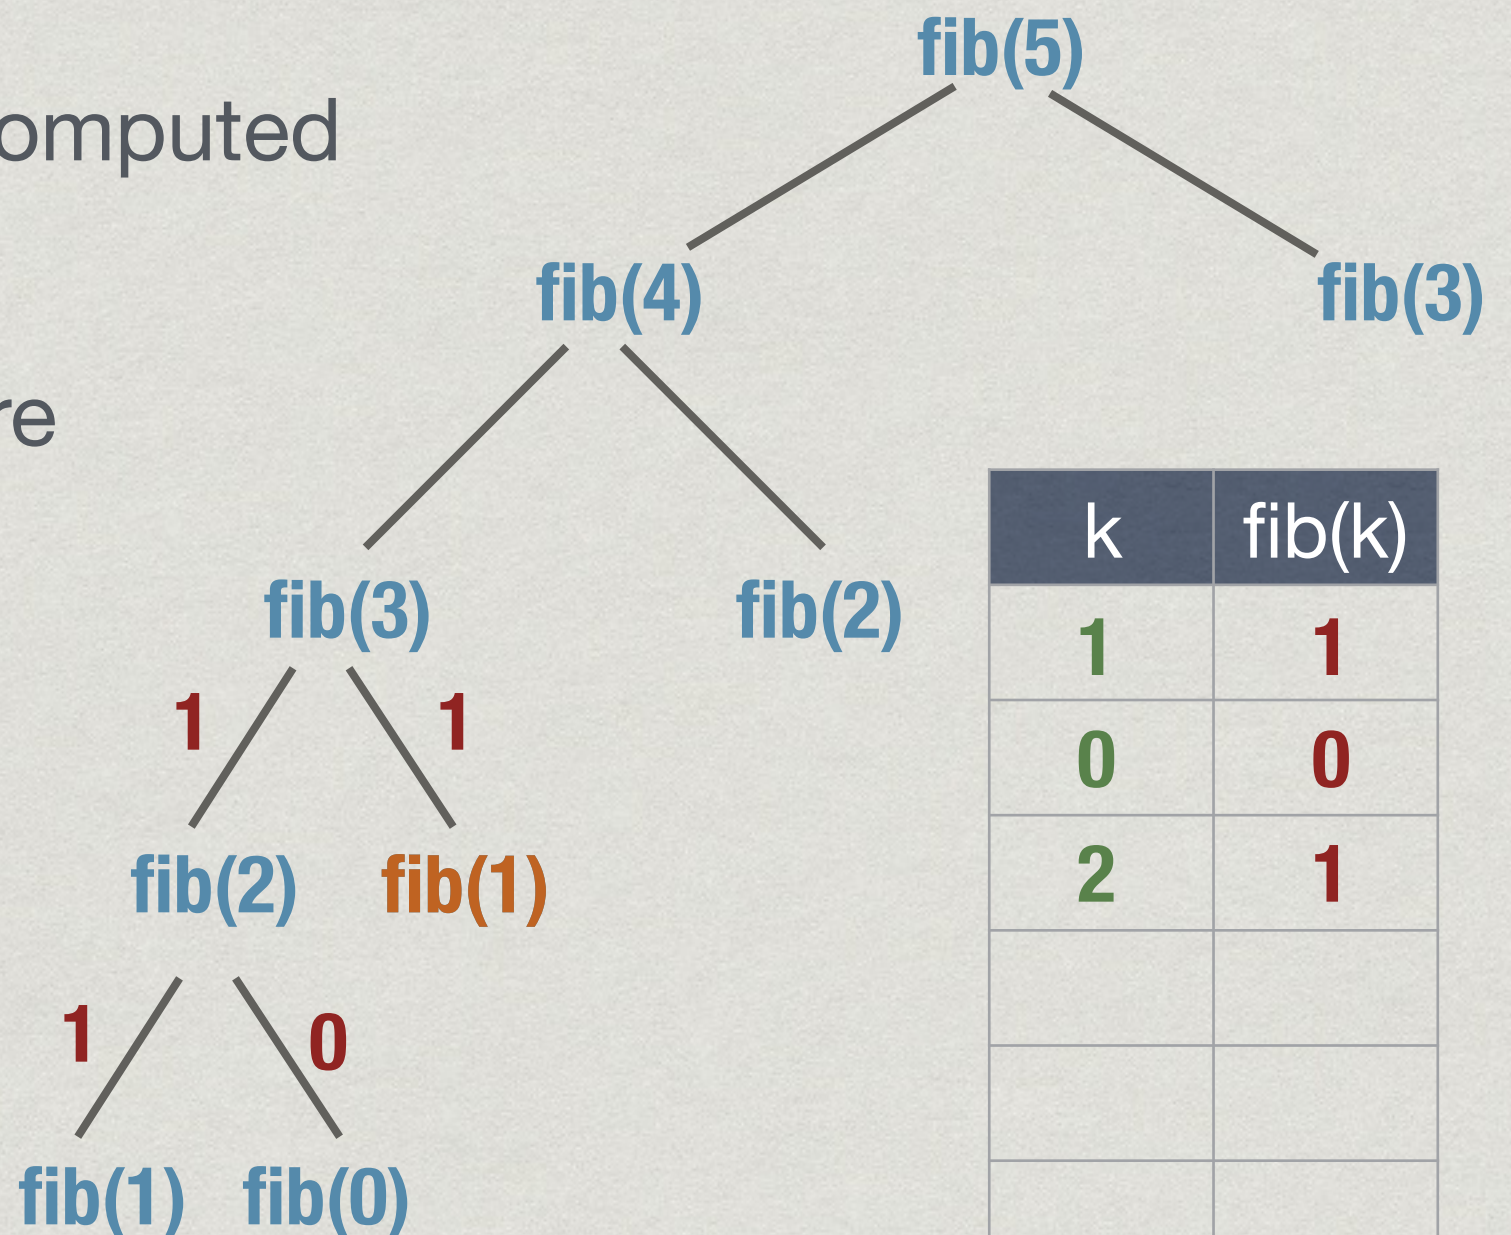 fib(5)
omputed
fib(4) fib(3)
re
fib(3) fib(2)
1 1
fib(2) fib(1)
1 0
fib(1) fib(0)
k fib(k)
1 1
0 0
2 1